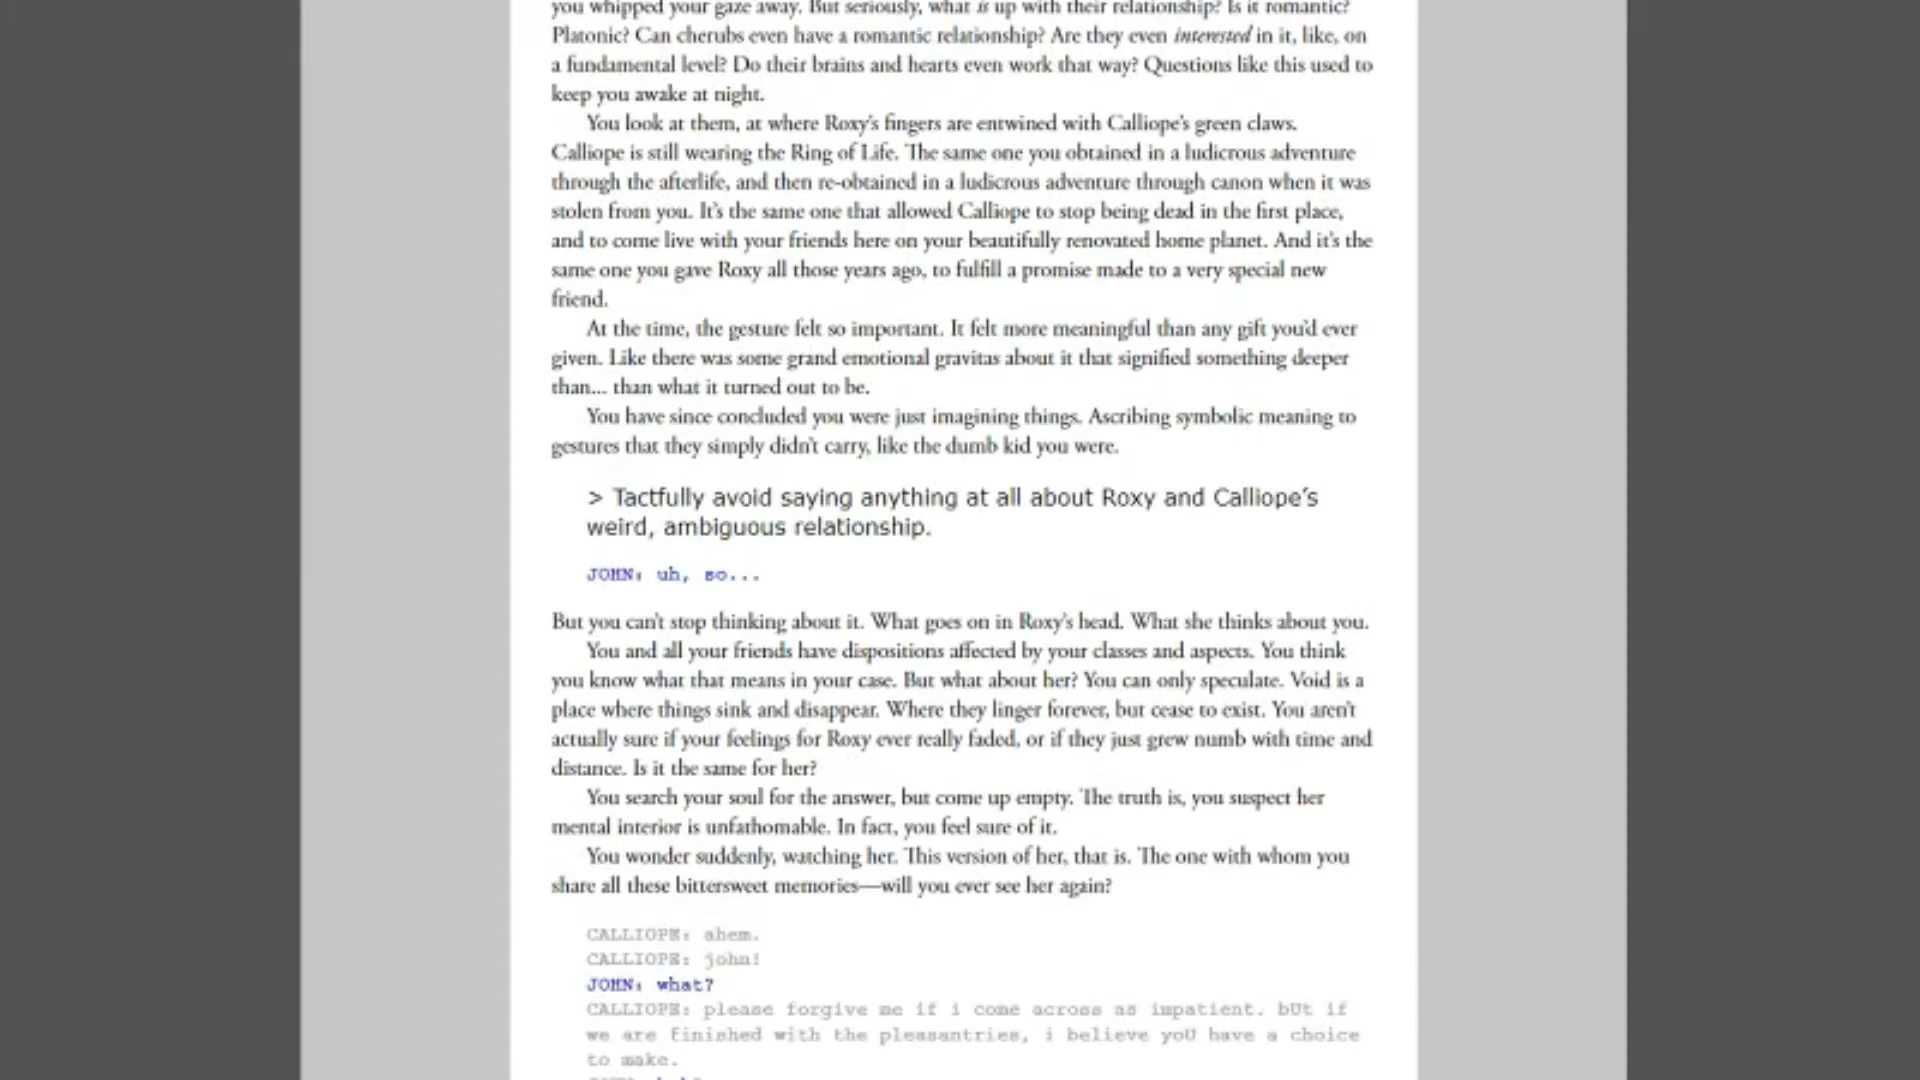 you whipped your gaze away. But seriously, what is up with their relationship? Is it romantic?
Platonic? Can cherubs even have a romantic relationship? Are they even interested in it, like, on
a fundamental level? Do their brains and hearts even work that way? Questions like this used to
keep you awake at night.
You look at them, at where Roxy's fingers are entwined with Calliope's green claws.
Calliope is still wearing the Ring of Life. The same one you obtained in a ludicrous adventure
through the afterlife, and then re-obtained in a ludicrous adventure through canon when it was
stolen from you. It's the same one that allowed Calliope to stop being dead in the first place,
and to come live with your friends here on your beautifully renovated home planet. And it's the
same one you gave Roxy all those years ago, to fulfill a promise made to a very special new
friend.
At the time, the gesture felt so important. It felt more meaningful than any gift you'd ever
given. Like there was some grand emotional gravitas about it that signified something deeper
than... than what it turned out to be.
You have since concluded you were just imagining things. Ascribing symbolic meaning to
gestures that they simply didn't carry, like the dumb kid you were.
> Tactfully avoid saying anything at all about Roxy and Calliope's
weird, ambiguous relationship.
JOHN: uh, so...
But you can't stop thinking about it. What goes on in Roxy's head. What she thinks about you.
You and all your friends have dispositions affected by your classes and aspects. You think
you know what that means in your case. But what about her? You can only speculate. Void is a
place where things sink and disappear. Where they linger forever, but cease to exist. You aren't
actually sure if your feelings for Roxy ever really faded, or if they just grew numb with time and
distance. Is it the same for her?
You search your soul for the answer, but come up empty. The truth is, you suspect her
mental interior is unfathomable. In fact, you feel sure of it.
You wonder suddenly, watching her. This version of her, that is. The one with whom you
share all these bittersweet memories—will you ever see her again?
CALLIOPE: ahem.
CALLIOPE: john!
JOHN: what?
CALLIOPE: please forgive me if i come across as impatient. bUt if
we are finished with the pleasantries, i believe yoU have a choice
to make.